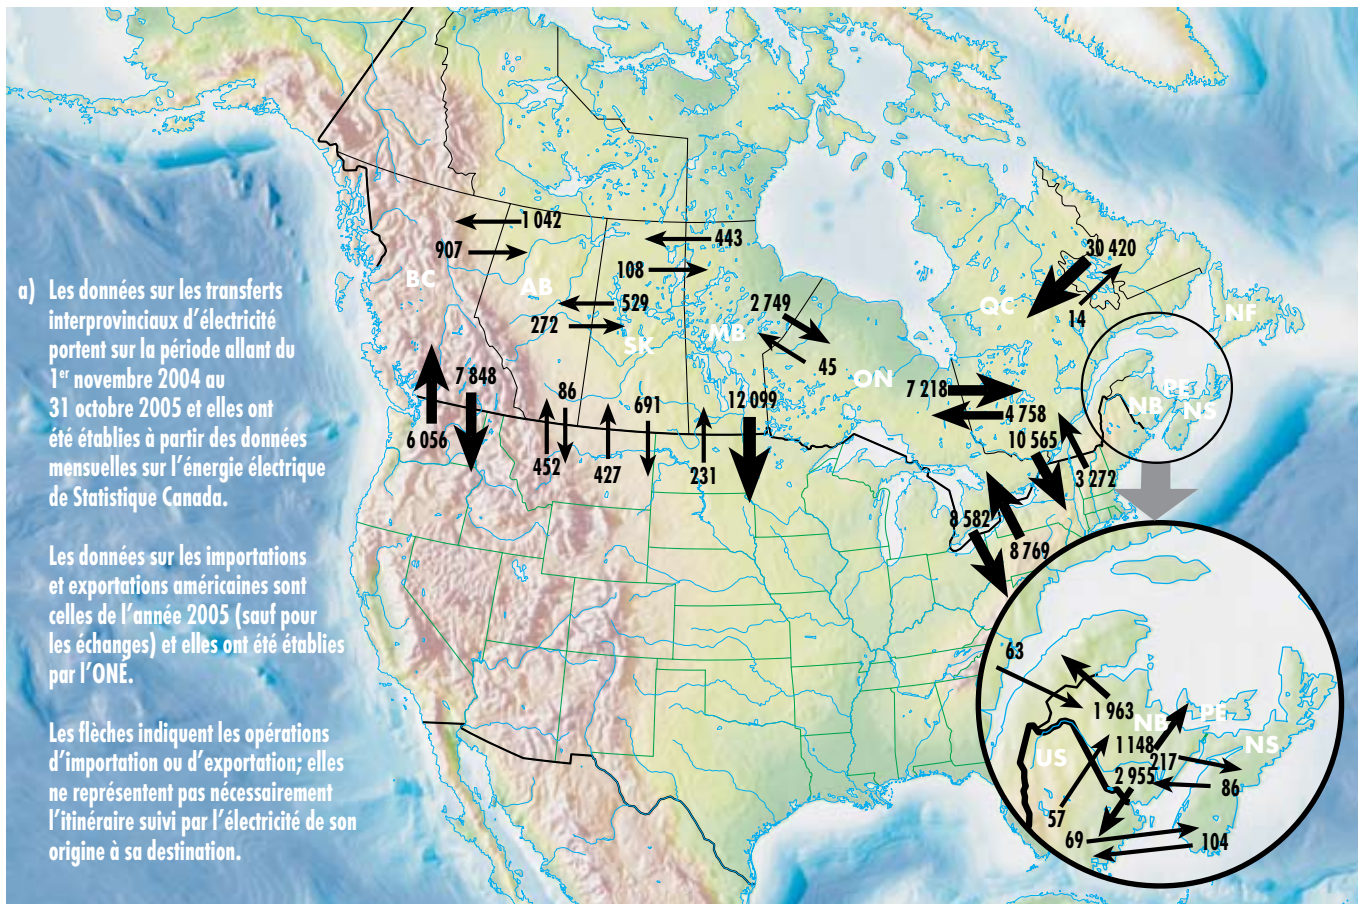 a) Les données sur les transferts
interprovinciaux d'électricité
portent sur la période allant du
1er novembre 2004 au
31 octobre 2005 et elles ont
été établies à partir des données
mensuelles sur l'énergie électrique
de Statistique Canada.
Les données sur les importations
et exportations américaines sont
celles de l'année 2005 (sauf pour
les échanges) et elles ont été établies
par l'ONÉ.
Les flèches indiquent les opérations
d'importation ou d'exportation; elles
ne représentent pas nécessairement
l'itinéraire suivi par l'électricité de son
origine à sa destination.
1 042
907
BC
AB
443
108
529
272
SK
MB
2 749
45
ON
30 420
14
QC
NF
PE
NB
NS
7 218
4 758
10 565
3 272
8 582
8 769
7 848
6 056
86
452
427
691
231
12 099
63
1 963
NB
PE
NS
US
1 148
217
2 955
86
57
69
104